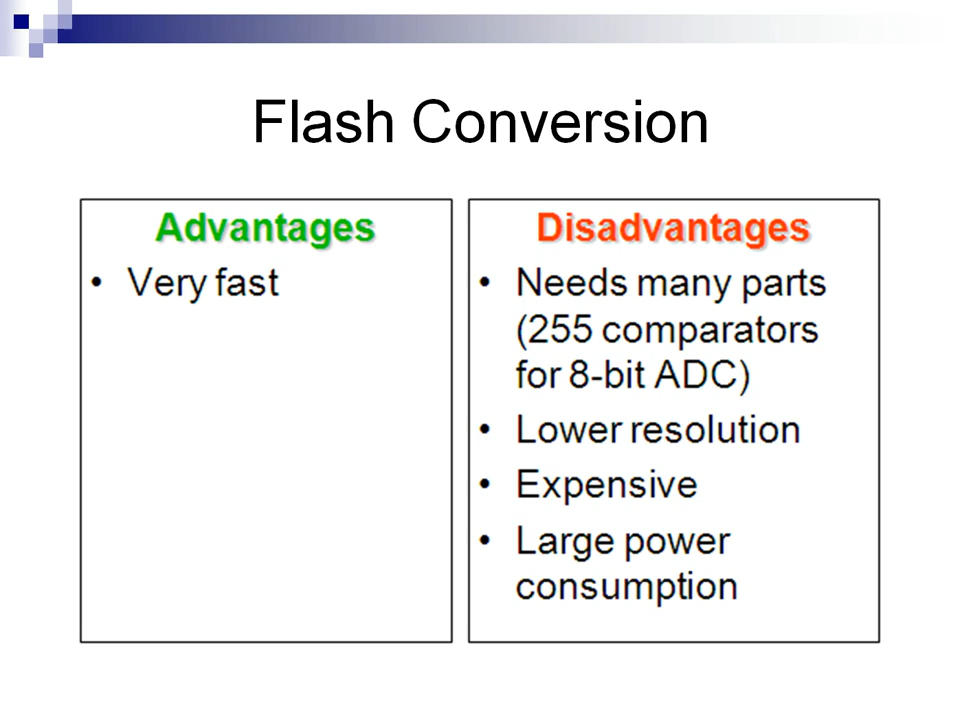 Flash Conversion
Advantages
• Very fast
Disadvantages
• Needs many parts
(255 comparators
for 8-bit ADC)
• Lower resolution
• Expensive
• Large power
consumption